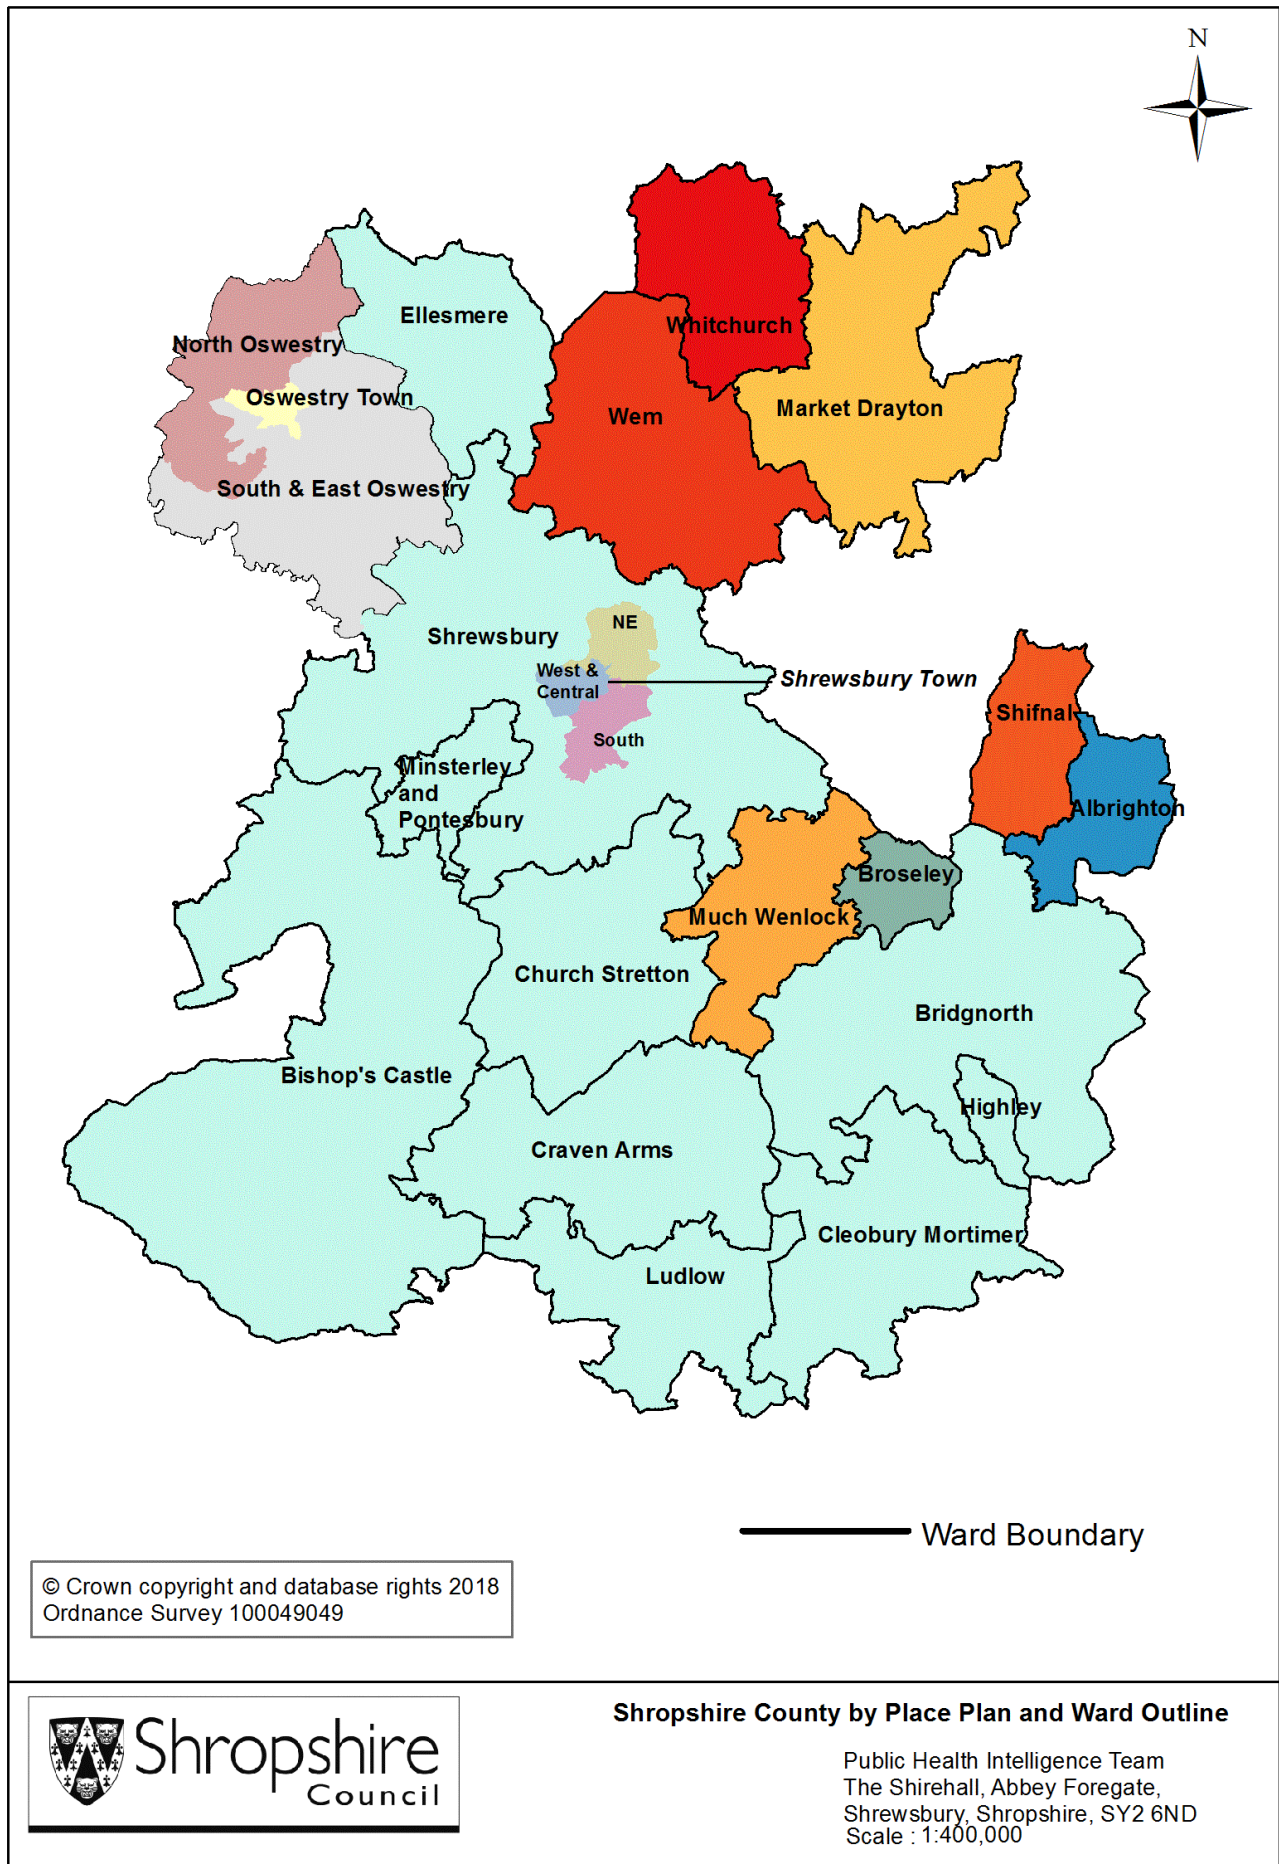 N
Ellesmere
Whitchurch
North Oswestry
Oswestry Town
Wem
Market Drayton
South & East Oswestry
NE
Shrewsbury
West &
Central
Shrewsbury Town
South
Shifnal
Minsterley
and
Pontesbury
Albrighton
Broseley
Much Wenlock
Church Stretton
Bridgnorth
Bishop's Castle
Highley
Craven Arms
Cleobury Mortimer
Ludlow
Ward Boundary
© Crown copyright and database rights 2018
Ordnance Survey 100049049
Shropshire
Council
Shropshire County by Place Plan and Ward Outline
Public Health Intelligence Team
The Shirehall, Abbey Foregate,
Shrewsbury, Shropshire, SY2 6ND
Scale : 1:400,000